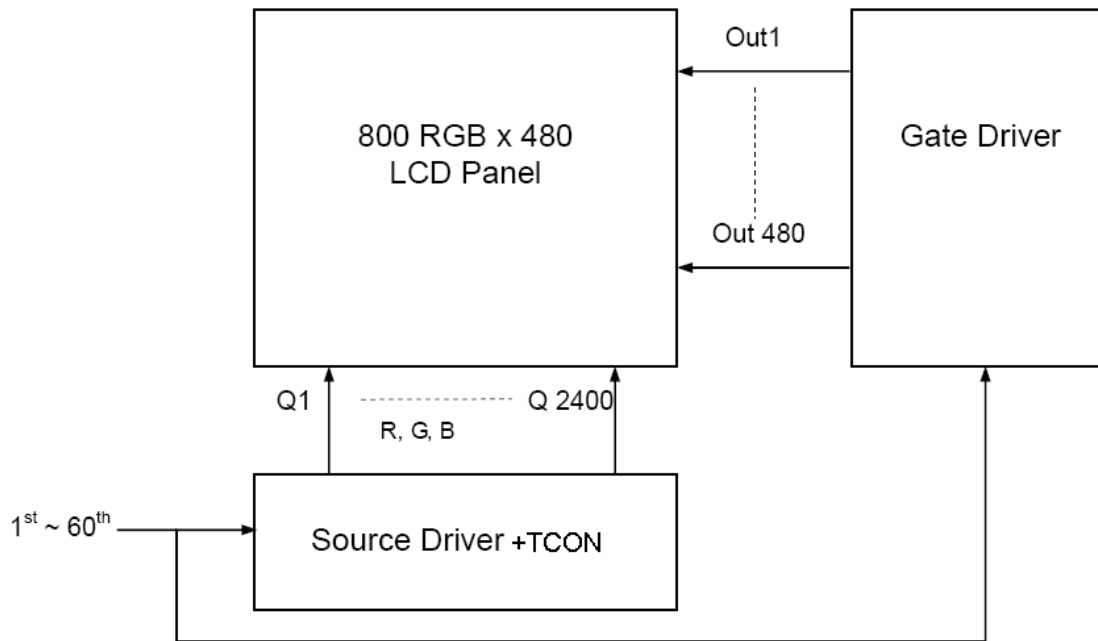 Out1
800 RGB x 480
LCD Panel
Gate Driver
Out 480
Q1
Q 2400
R, G, B
1st ~ 60th
Source Driver +TCON